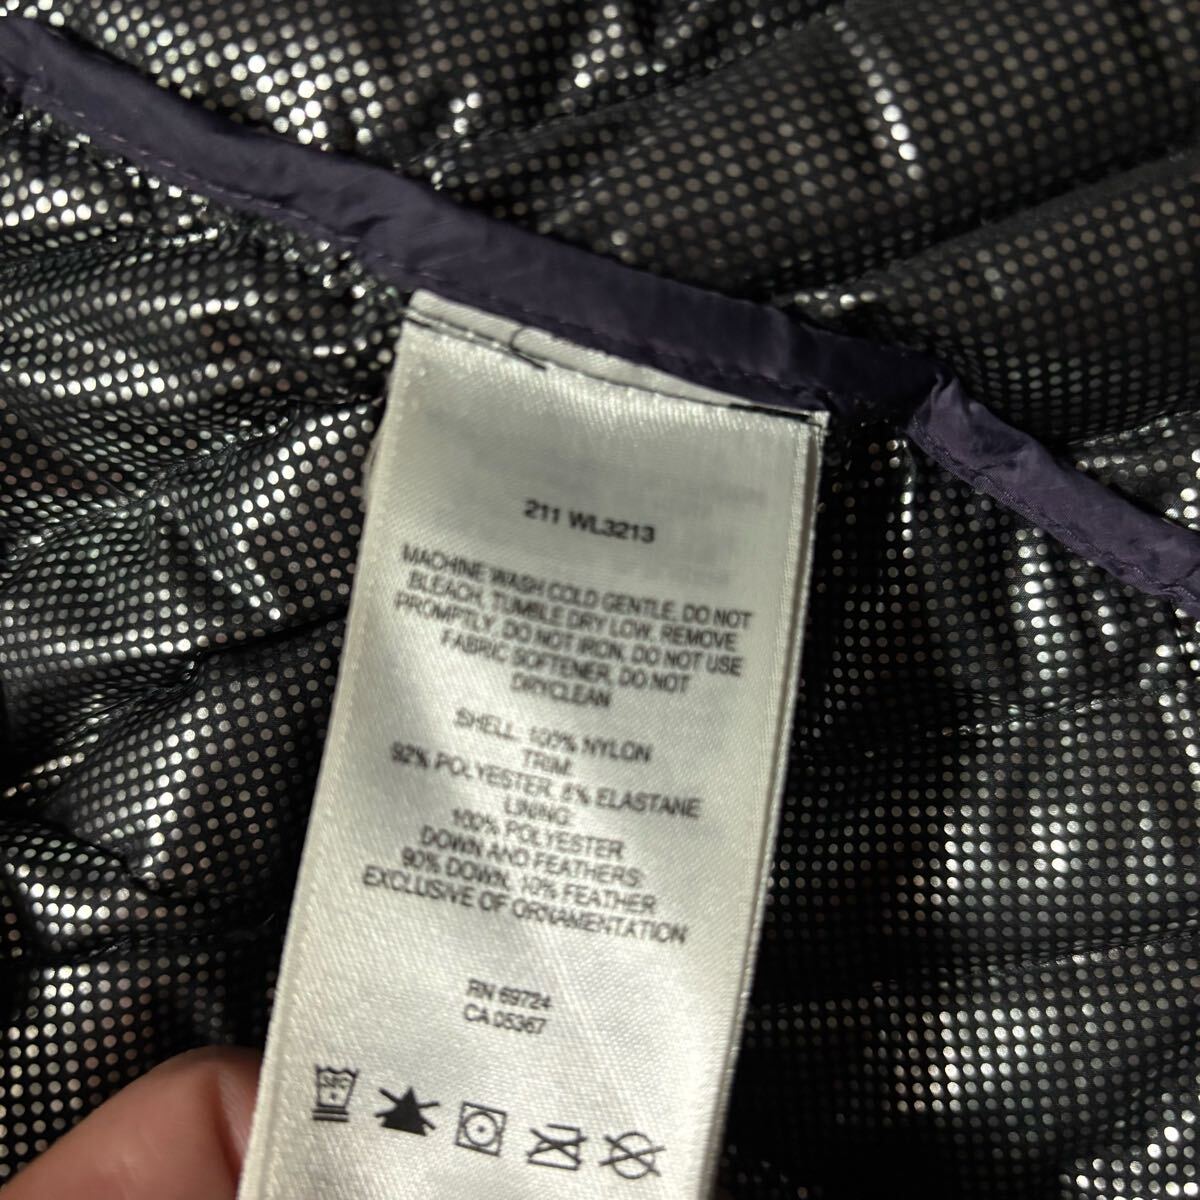 211 WL3213
MACHINE WASH COLD GENTLE, DO NOT
BLEACH, TUMBLE DRY LOW, REMOVE
PROMPTLY, DO NOT IRON, DO NOT USE
FABRIC SOFTENER, DO NOT
DRYCLEAN
SHELL: 100% NYLON
TRIM:
92% POLYESTER, 8% ELASTANE
LINING:
100% POLYESTER
DOWN AND FEATHERS:
90% DOWN, 10% FEATHER
EXCLUSIVE OF ORNAMENTATION
RN 69724
CA 05367